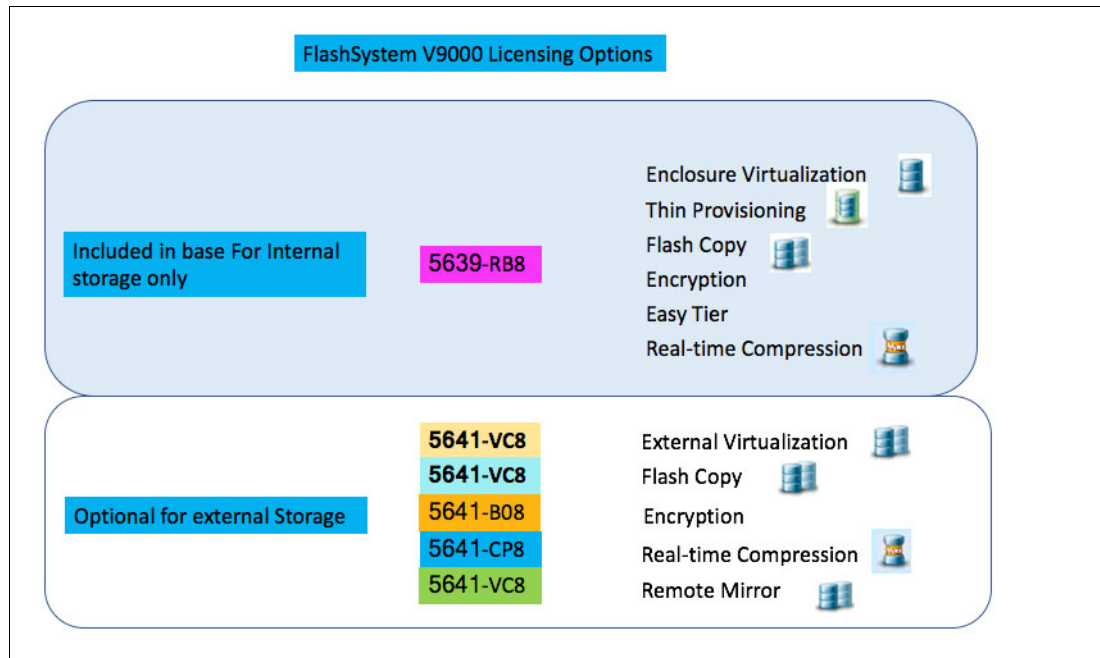 FlashSystem V9000 Licensing Options
Included in base For Internal
storage only
5639-RB8
Enclosure Virtualization
Thin Provisioning
Flash Copy
Encryption
Easy Tier
Real-time Compression
Optional for external Storage
5641-VC8
External Virtualization
5641-VC8
Flash Copy
5641-B08
Encryption
5641-CP8
Real-time Compression
5641-VC8
Remote Mirror